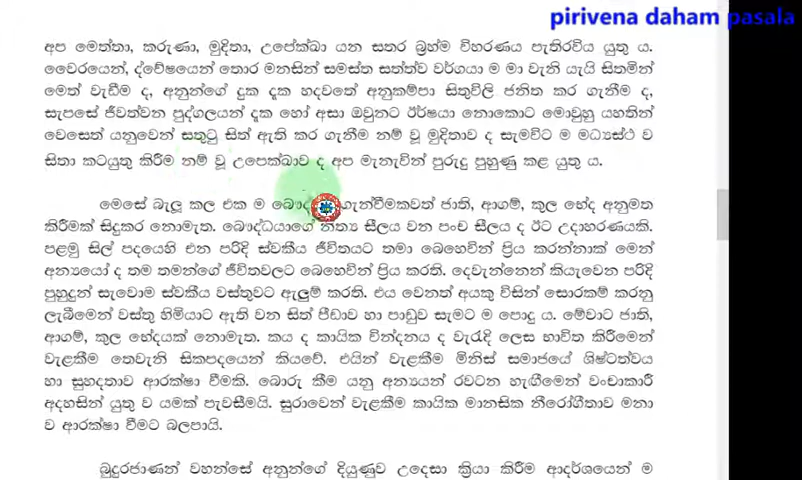 pirivena daham pasala
අප මෙත්තා, කරුණා, මුදිතා, උපේක්ඛා යන සතර බ්‍රහ්ම විහරණය පැතිරවිය යුතු ය.
වෛරයෙන්, ද්වේෂයෙන් තොර මනසින් සමස්ත සත්ත්ව වර්ගයා ම මා වැනි යැයි සිතමින්
මෙත් වැඩීම ද, අනුන්ගේ දුක දැක හදවතේ අනුකම්පා සිතුවිලි ජනිත කර ගැනීම ද,
සැපසේ ජීවත්වන පුද්ගලයන් දැක හෝ අසා ඔවුනට ඊර්ෂයා නොකොට මොවුහු යහතින්
වෙසෙත් යනුවෙන් සතුටු සිත් ඇති කර ගැනීම නම් වූ මුදිතාව ද සැමවිට ම මධ්‍යස්ථ ව
සිතා කටයුතු කිරීම නම් වූ උපෙක්ඛාව ද අප මැනැවින් පුරුදු පුහුණු කළ යුතු ය.
මෙසේ බැලූ කල එක ම ගැන්වීමකවත් ජාති, ආගම්, කුල භේද අනුමත
කිරීමක් සිදුකර නොමැත. බෞද්ධයාගේ නිත්‍ය සීලය වන පංච සීලය ද ඊට උදාහරණයකි.
පළමු සිල් පදයෙහි එන පරිදි ස්වකීය ජීවිතයට තමා බෙහෙවින් ප්‍රිය කරන්නාක් මෙන්
අන්‍යයෝ ද තම තමන්ගේ ජීවිතවලට බෙහෙවින් ප්‍රිය කරති. දෙවැන්නෙන් කියැවෙන පරිදි
පුහුදුන් සැවොම ස්වකීය වස්තුවට ඇලුම් කරති. එය වෙනත් අයකු විසින් සොරකම් කරනු
ලැබීමෙන් වස්තු හිමියාට ඇති වන සිත් පීඩාව හා පාඩුව සැමට ම පොදු ය. මේවාට ජාති,
ආගම්, කුල භේදයක් නොමැත. කය ද කායික වින්දනය ද වැරැදි ලෙස භාවිත කිරීමෙන්
වැළකීම තෙවැනි සිකපදයෙන් කියවේ. එයින් වැළකීම මිනිස් සමාජයේ ශිෂ්ටත්වය
හා සුහදතාව ආරක්ෂා වීමකි. බොරු කීම යනු අන්‍යයන් රවටන හැඟීමෙන් වංචාකාරී
අදහසින් යුතු ව යමක් පැවසීමයි. සුරාවෙන් වැළකීම කායික මානසික නීරෝගීතාව මනා
ව ආරක්ෂා වීමට බලපායි.
බුදුරජාණන් වහන්සේ අනුන්ගේ දියුණුව උදෙසා ක්‍රියා කිරීම ආදර්ශයෙන් ම